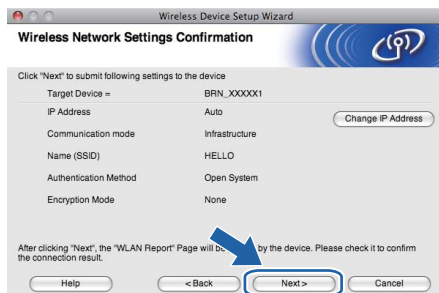 Wireless Device Setup Wizard
Wireless Network Settings Confirmation
Click "Next" to submit following settings to the device
Target Device = BRN_XXXXX1
IP Address Auto
Change IP Address
Communication mode Infrastructure
Name (SSID) HELLO
Authentication Method Open System
Encryption Mode None
After clicking "Next", the "WLAN Report" Page will be by the device. Please check it to confirm
the connection result.
Help < Back Next > Cancel